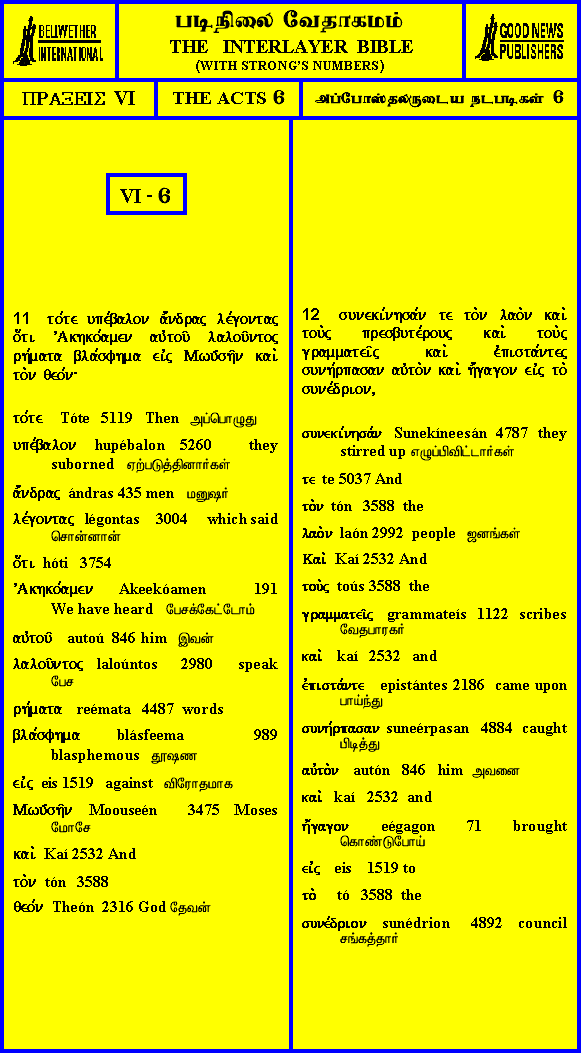 BELLWETHER
INTERNATIONAL
படிநிலை வேதாகமம்
THE INTERLAYER BIBLE
(WITH STRONG'S NUMBERS)
GOOD NEWS
PUBLISHERS
ΠΡΑΞΕΙΣ VI
THE ACTS 6
அப்போஸ்தலருடைய நடபடிகள் 6
VI - 6
11 τότε υπέβαλον ἄνδρας λέγοντας
ὅτι Ἀκηκόαμεν αὐτοῦ λαλοῦντος
ρήματα βλάσφημα εἰς Μωΰσῆν καὶ
τὸν θεόν·
τότε Tóte 5119 Then அப்பொழுது
υπέβαλον hupébalon 5260 they
suborned ஏற்படுத்தினார்கள்
ἄνδρας ándras 435 men மனுஷர்
λέγοντας légontas 3004 which said
சொன்னான்
ὅτι hóti 3754
Ἀκηκόαμεν Akeekóamen 191
We have heard பேசக்கேட்டோம்
αὐτοῦ autoú 846 him இவன்
λαλοῦντος laloúntos 2980 speak
பேச
ρήματα reémata 4487 words
βλάσφημα blásfeema 989
blasphemous தூஷண
εἰς eis 1519 against விரோதமாக
Μωΰσῆν Moouseén 3475 Moses
மோசே
καὶ Kaí 2532 And
τὸν tón 3588
θεόν Theón 2316 God தேவன்
12 συνεκίνησάν τε τὸν λαὸν καὶ
τοὺς πρεσβυτέρους καὶ τοὺς
γραμματεῖς καὶ ἐπιστάντες
συνήρπασαν αὐτὸν καὶ ἤγαγον εἰς τὸ
συνέδριον,
συνεκίνησάν Sunekíneesán 4787 they
stirred up எழுப்பிவிட்டார்கள்
τε te 5037 And
τὸν tón 3588 the
λαὸν laón 2992 people ஜனங்கள்
Καὶ Kaí 2532 And
τοὺς toús 3588 the
γραμματεῖς grammateís 1122 scribes
வேதபாரகர்
καὶ kaí 2532 and
ἐπιστάντε epistántes 2186 came upon
பாய்ந்து
συνήρπασαν suneérpasan 4884 caught
பிடித்து
αὐτὸν autón 846 him அவனை
καὶ kaí 2532 and
ἤγαγον eégagon 71 brought
கொண்டுபோய்
εἰς eis 1519 to
τὸ tó 3588 the
συνέδριον sunédrion 4892 council
சங்கத்தார்